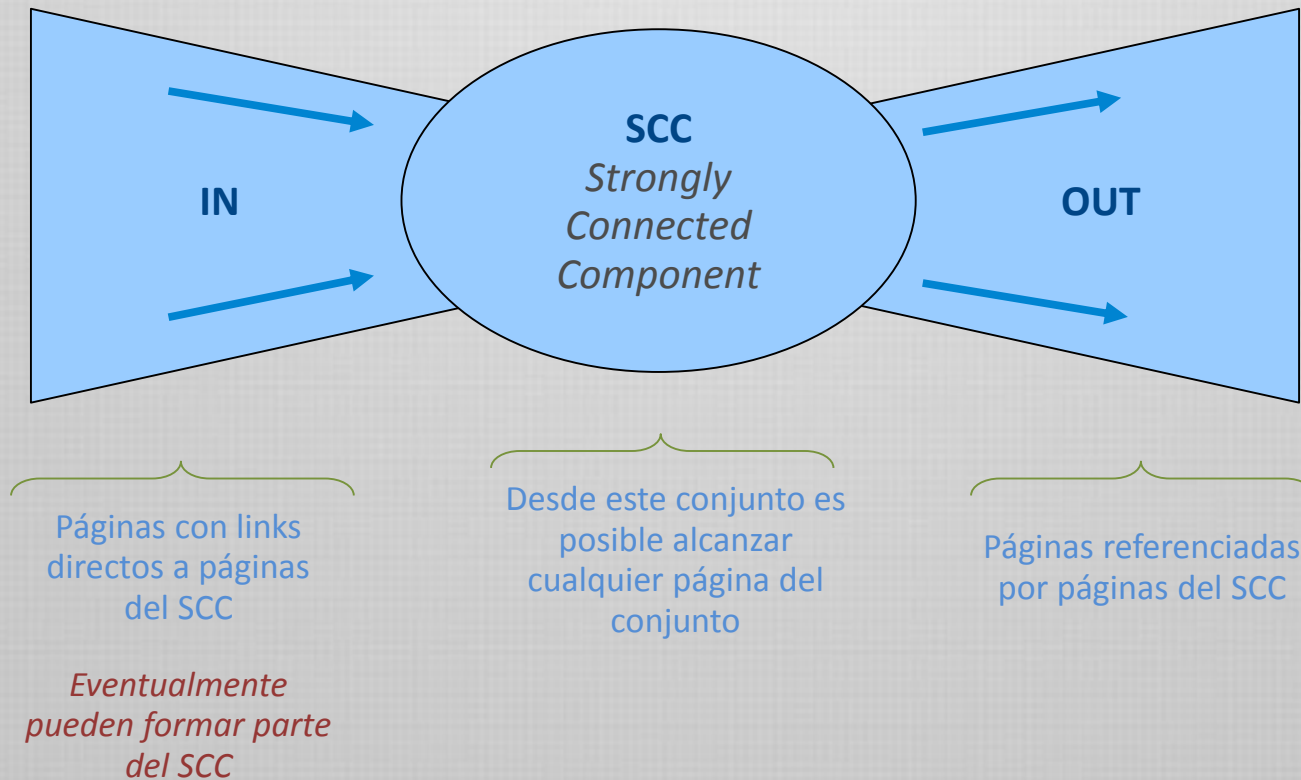 IN
SCC
Strongly
Connected
Component
OUT
Páginas con links
directos a páginas
del SCC
Eventualmente
pueden formar parte
del SCC
Desde este conjunto es
posible alcanzar
cualquier página del
conjunto
Páginas referenciadas
por páginas del SCC